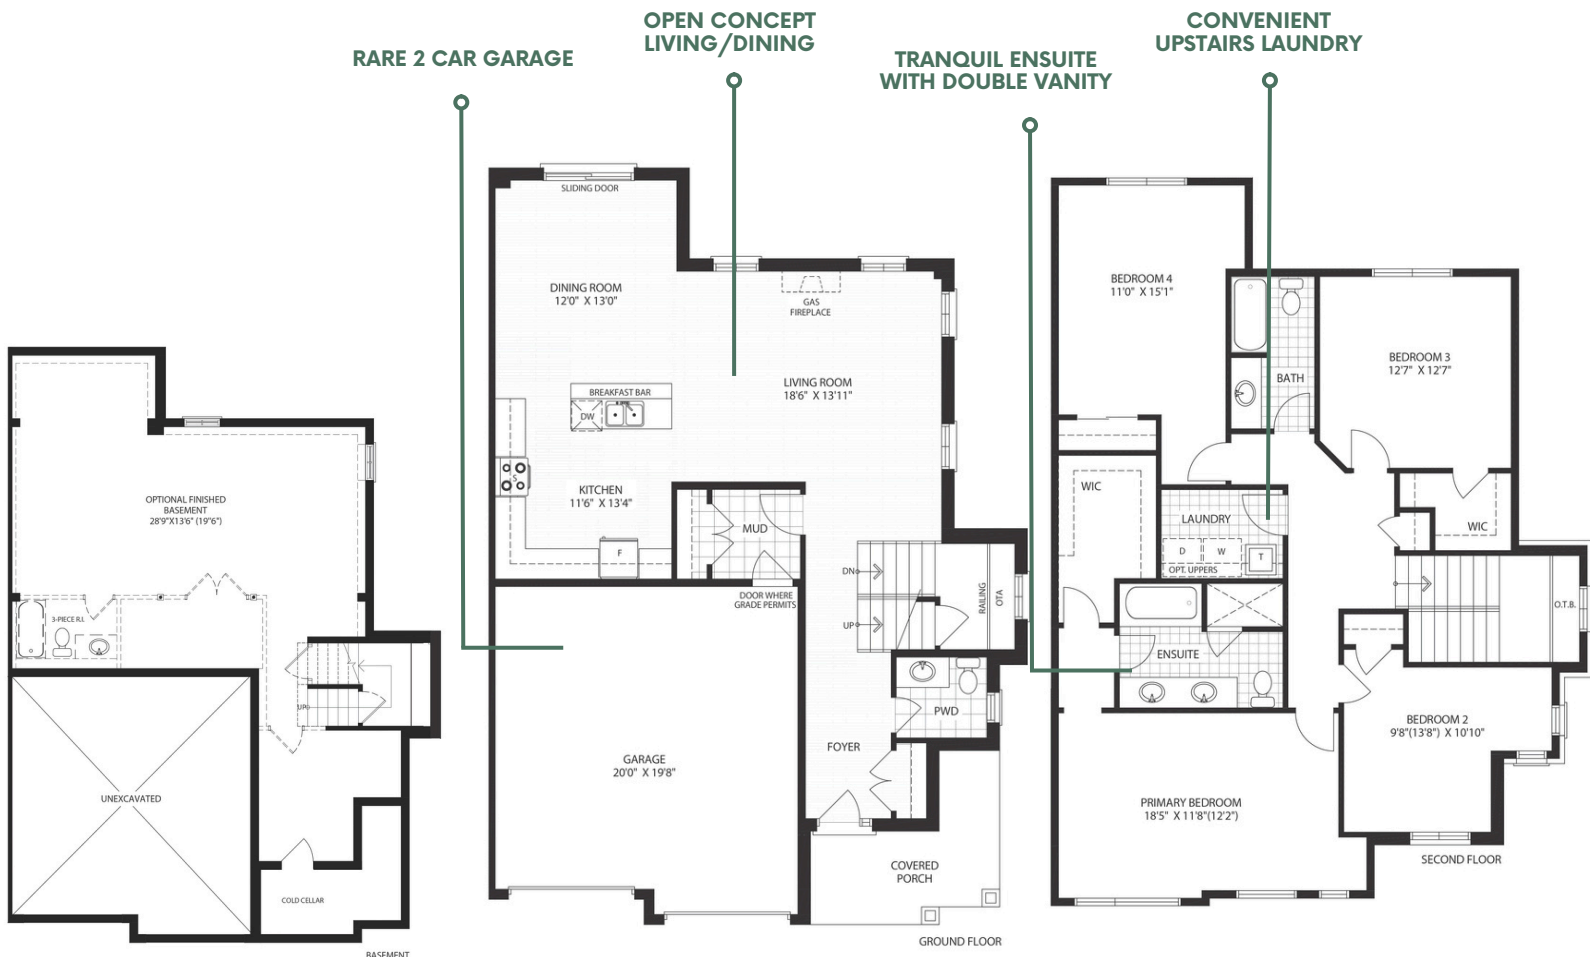 RARE 2 CAR GARAGE
OPEN CONCEPT
LIVING/DINING
TRANQUIL ENSUITE
WITH DOUBLE VANITY
CONVENIENT
UPSTAIRS LAUNDRY
OPTIONAL FINISHED
BASEMENT
28'9"X13'6" (19'6")
3-PIECE R.I.
UP
UNEXCAVATED
COLD CELLAR
BASEMENT
SLIDING DOOR
DINING ROOM
12'0" X 13'0"
GAS
FIREPLACE
LIVING ROOM
18'6" X 13'11"
BREAKFAST BAR
DW
S
KITCHEN
11'6" X 13'4"
F
MUD
DOOR WHERE
GRADE PERMITS
DN
UP
RAILING
OTA
PWD
FOYER
GARAGE
20'0" X 19'8"
COVERED
PORCH
GROUND FLOOR
BEDROOM 4
11'0" X 15'1"
BATH
BEDROOM 3
12'7" X 12'7"
WIC
LAUNDRY
D
W
T
OPT. UPPERS
WIC
O.T.B.
ENSUITE
BEDROOM 2
9'8"(13'8") X 10'10"
PRIMARY BEDROOM
18'5" X 11'8"(12'2")
SECOND FLOOR